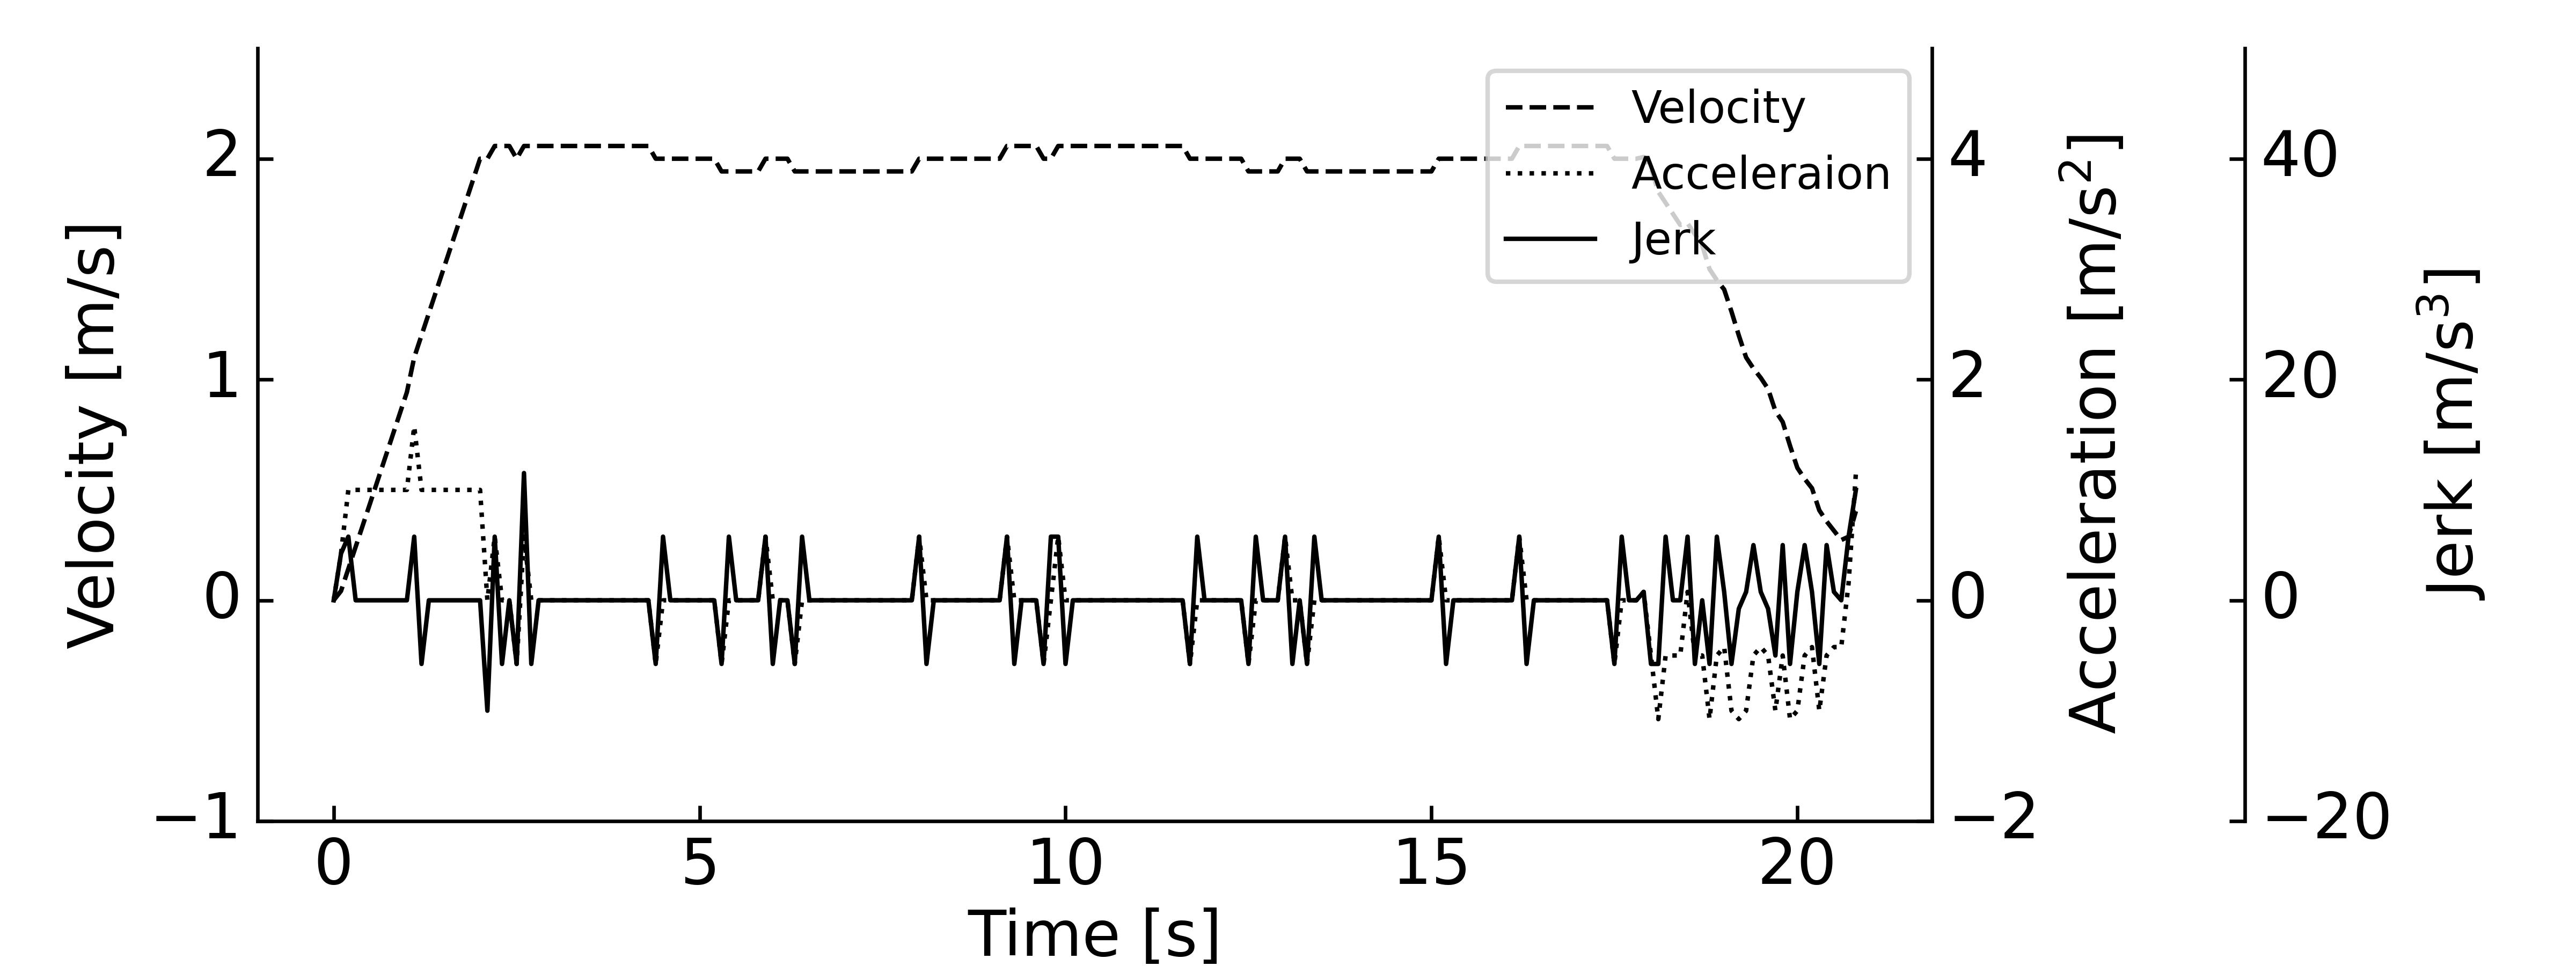 Velocity [m/s]
2
1
0
−1
0 5 10 15 20
Time [s]
Velocity
Acceleraion
Jerk
4
2
0
−2
Acceleration [m/s²]
40
20
0
−20
Jerk [m/s³]